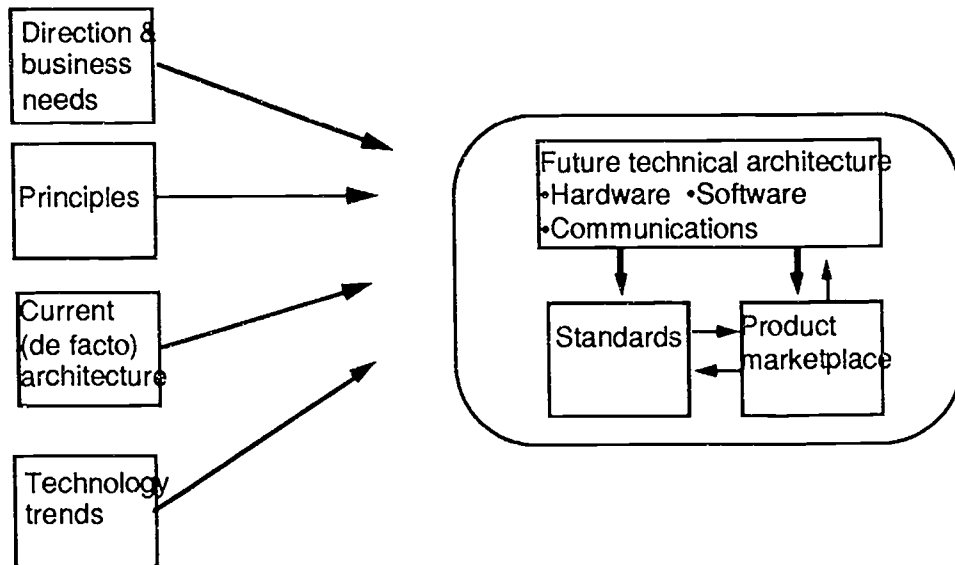 Direction &
business
needs
Principles
Current
(de facto)
architecture
Technology
trends
Future technical architecture
•Hardware •Software
•Communications
Standards
Product
marketplace